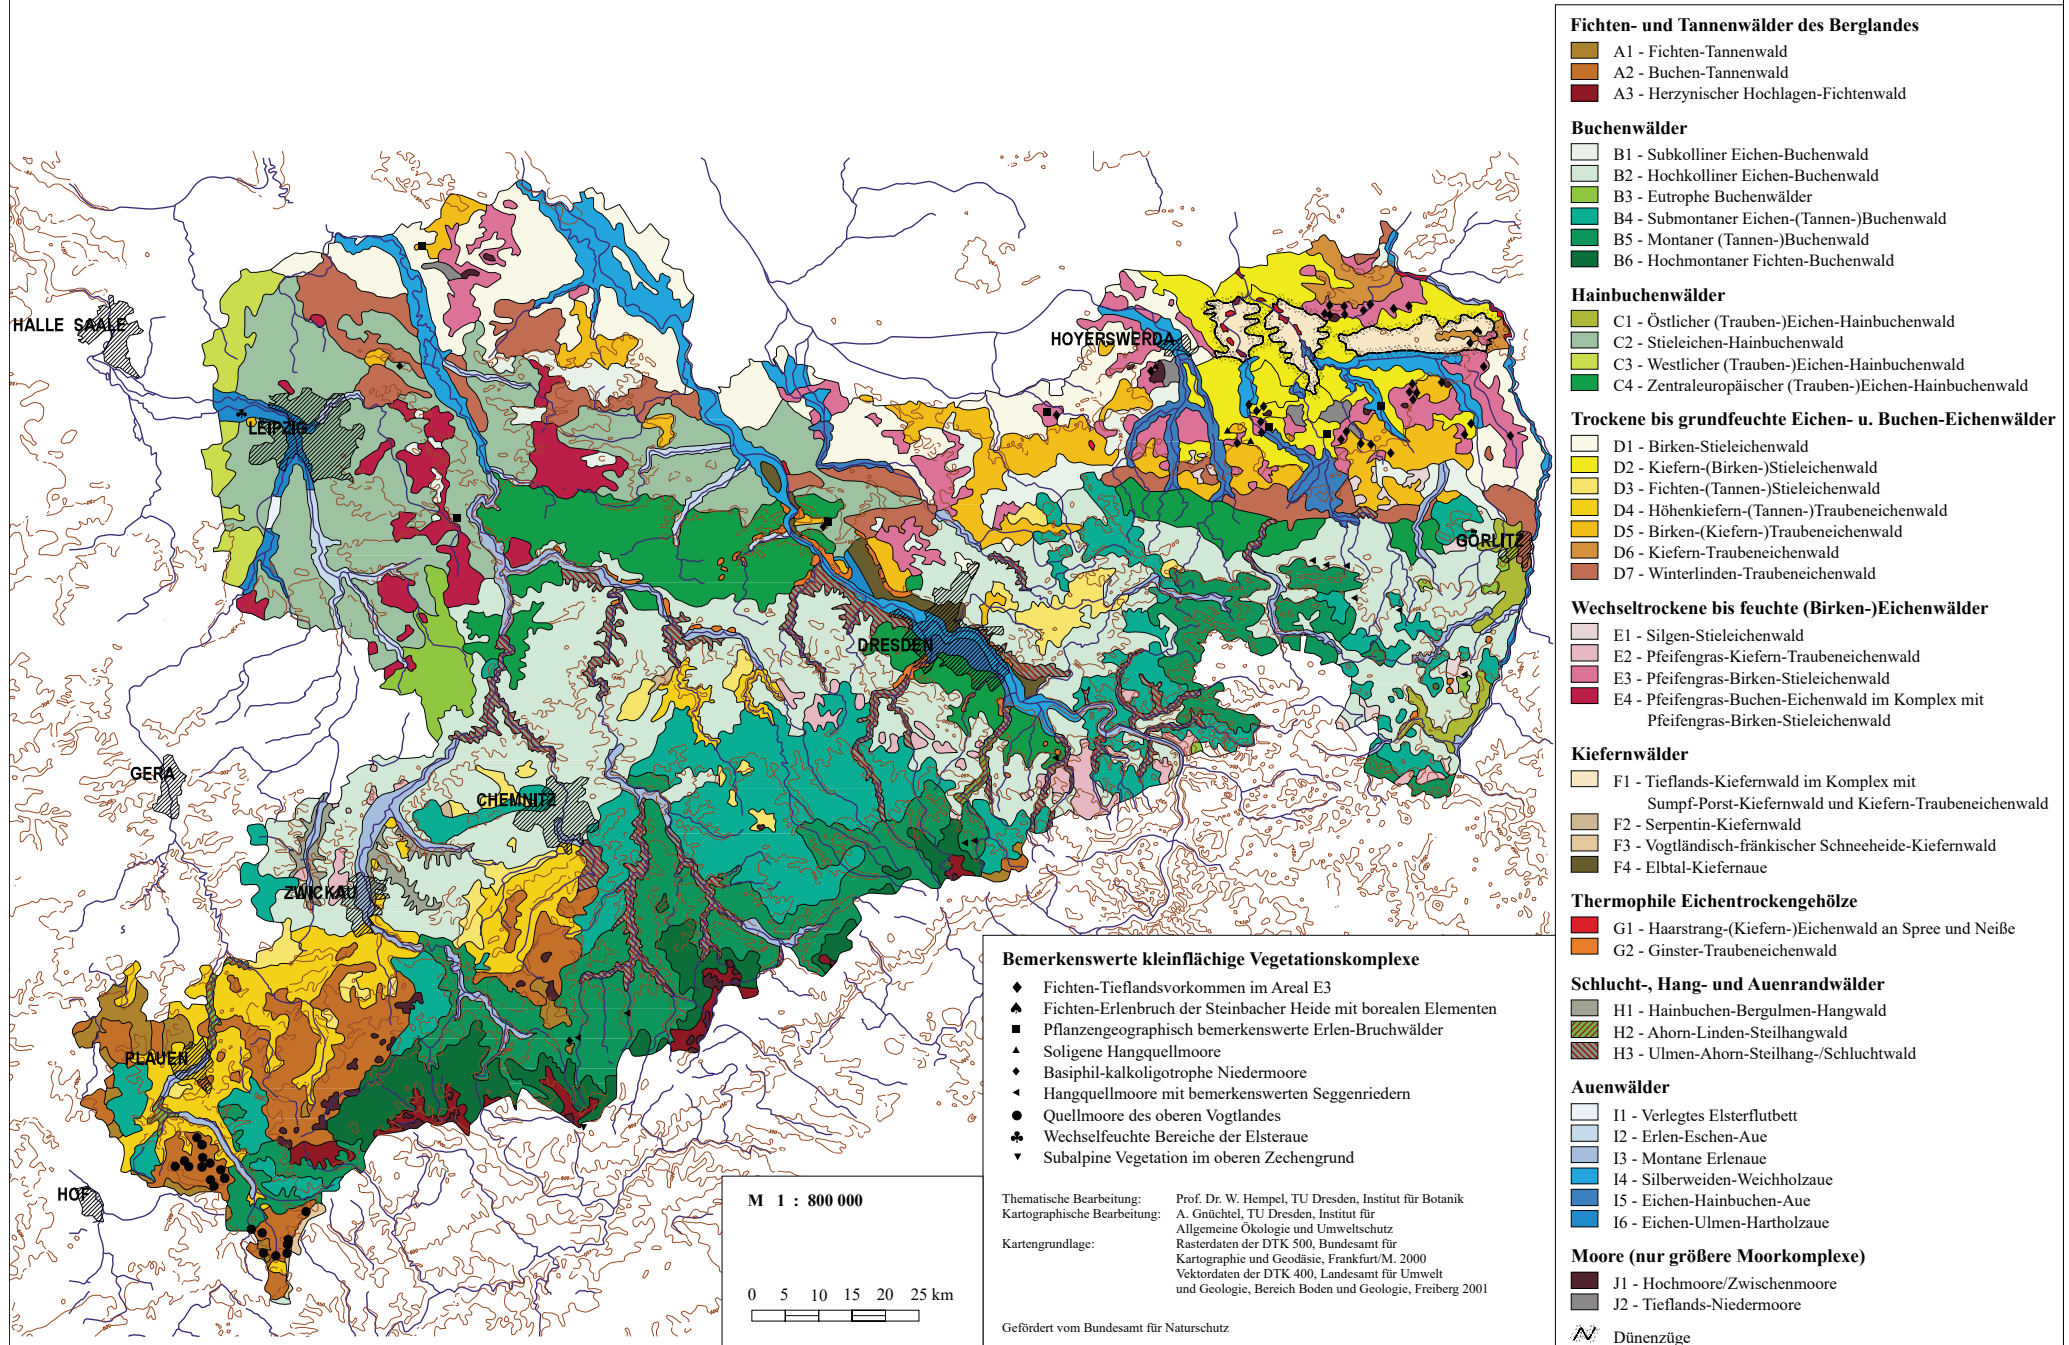 HALLE SAALE
LEIPZIG
HOYERSWERDA
GÖRLITZ
DRESDEN
GERA
CHEMNITZ
ZWICKAU
PLAUEN
HOF
Fichten- und Tannenwälder des Berglandes
A1 - Fichten-Tannenwald
A2 - Buchen-Tannenwald
A3 - Herzynischer Hochlagen-Fichtenwald
Buchenwälder
B1 - Subkolliner Eichen-Buchenwald
B2 - Hochkolliner Eichen-Buchenwald
B3 - Eutrophe Buchenwälder
B4 - Submontaner Eichen-(Tannen-)Buchenwald
B5 - Montaner (Tannen-)Buchenwald
B6 - Hochmontaner Fichten-Buchenwald
Hainbuchenwälder
C1 - Östlicher (Trauben-)Eichen-Hainbuchenwald
C2 - Stieleichen-Hainbuchenwald
C3 - Westlicher (Trauben-)Eichen-Hainbuchenwald
C4 - Zentraleuropäischer (Trauben-)Eichen-Hainbuchenwald
Trockene bis grundfeuchte Eichen- u. Buchen-Eichenwälder
D1 - Birken-Stieleichenwald
D2 - Kiefern-(Birken-)Stieleichenwald
D3 - Fichten-(Tannen-)Stieleichenwald
D4 - Höhenkiefern-(Tannen-)Traubeneichenwald
D5 - Birken-(Kiefern-)Traubeneichenwald
D6 - Kiefern-Traubeneichenwald
D7 - Winterlinden-Traubeneichenwald
Wechseltrockene bis feuchte (Birken-)Eichenwälder
E1 - Silgen-Stieleichenwald
E2 - Pfeifengras-Kiefern-Traubeneichenwald
E3 - Pfeifengras-Birken-Stieleichenwald
E4 - Pfeifengras-Buchen-Eichenwald im Komplex mit
Pfeifengras-Birken-Stieleichenwald
Kiefernwälder
F1 - Tieflands-Kiefernwald im Komplex mit
Sumpf-Porst-Kiefernwald und Kiefern-Traubeneichenwald
F2 - Serpentin-Kiefernwald
F3 - Vogtländisch-fränkischer Schneeheide-Kiefernwald
F4 - Elbtal-Kiefernaue
Thermophile Eichentrockengehölze
G1 - Haarstrang-(Kiefern-)Eichenwald an Spree und Neiße
G2 - Ginster-Traubeneichenwald
Schlucht-, Hang- und Auenrandwälder
H1 - Hainbuchen-Bergulmen-Hangwald
H2 - Ahorn-Linden-Steilhangwald
H3 - Ulmen-Ahorn-Steilhang-/Schluchtwald
Auenwälder
I1 - Verlegtes Elsterflutbett
I2 - Erlen-Eschen-Aue
I3 - Montane Erlenaue
I4 - Silberweiden-Weichholzaue
I5 - Eichen-Hainbuchen-Aue
I6 - Eichen-Ulmen-Hartholzaue
Moore (nur größere Moorkomplexe)
J1 - Hochmoore/Zwischenmoore
J2 - Tieflands-Niedermoore
Dünenzüge
Bemerkenswerte kleinflächige Vegetationskomplexe
Fichten-Tieflandsvorkommen im Areal E3
Fichten-Erlenbruch der Steinbacher Heide mit borealen Elementen
Pflanzengeographisch bemerkenswerte Erlen-Bruchwälder
Soligene Hangquellmoore
Basiphil-kalkoligotrophe Niedermoore
Hangquellmoore mit bemerkenswerten Seggenriedern
Quellmoore des oberen Vogtlandes
Wechselfeuchte Bereiche der Elsteraue
Subalpine Vegetation im oberen Zechengrund
Thematische Bearbeitung: Prof. Dr. W. Hempel, TU Dresden, Institut für Botanik
Kartographische Bearbeitung: A. Gnüchtel, TU Dresden, Institut für
Allgemeine Ökologie und Umweltschutz
Kartengrundlage: Rasterdaten der DTK 500, Bundesamt für
Kartographie und Geodäsie, Frankfurt/M. 2000
Vektordaten der DTK 400, Landesamt für Umwelt
und Geologie, Bereich Boden und Geologie, Freiberg 2001
Gefördert vom Bundesamt für Naturschutz
M 1 : 800 000
0 5 10 15 20 25 km